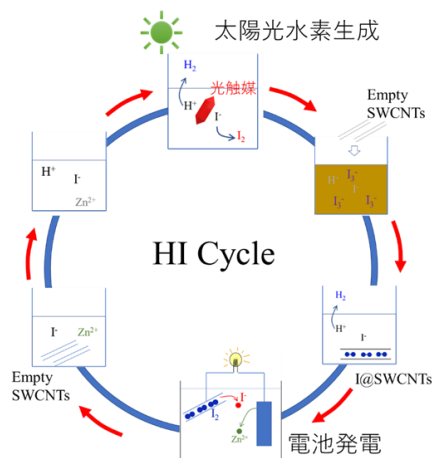 太陽光水素生成
H₂
光触媒
H⁺
I⁻
I₂
Empty
SWCNTs
I₃⁻
H⁺
I⁻
I₃⁻
I₃⁻
H⁺
I⁻
Zn²⁺
HI Cycle
H₂
H⁺
I⁻
I@SWCNTs
I⁻
Zn²⁺
Empty
SWCNTs
I⁻
I₂
Zn²⁺
電池発電